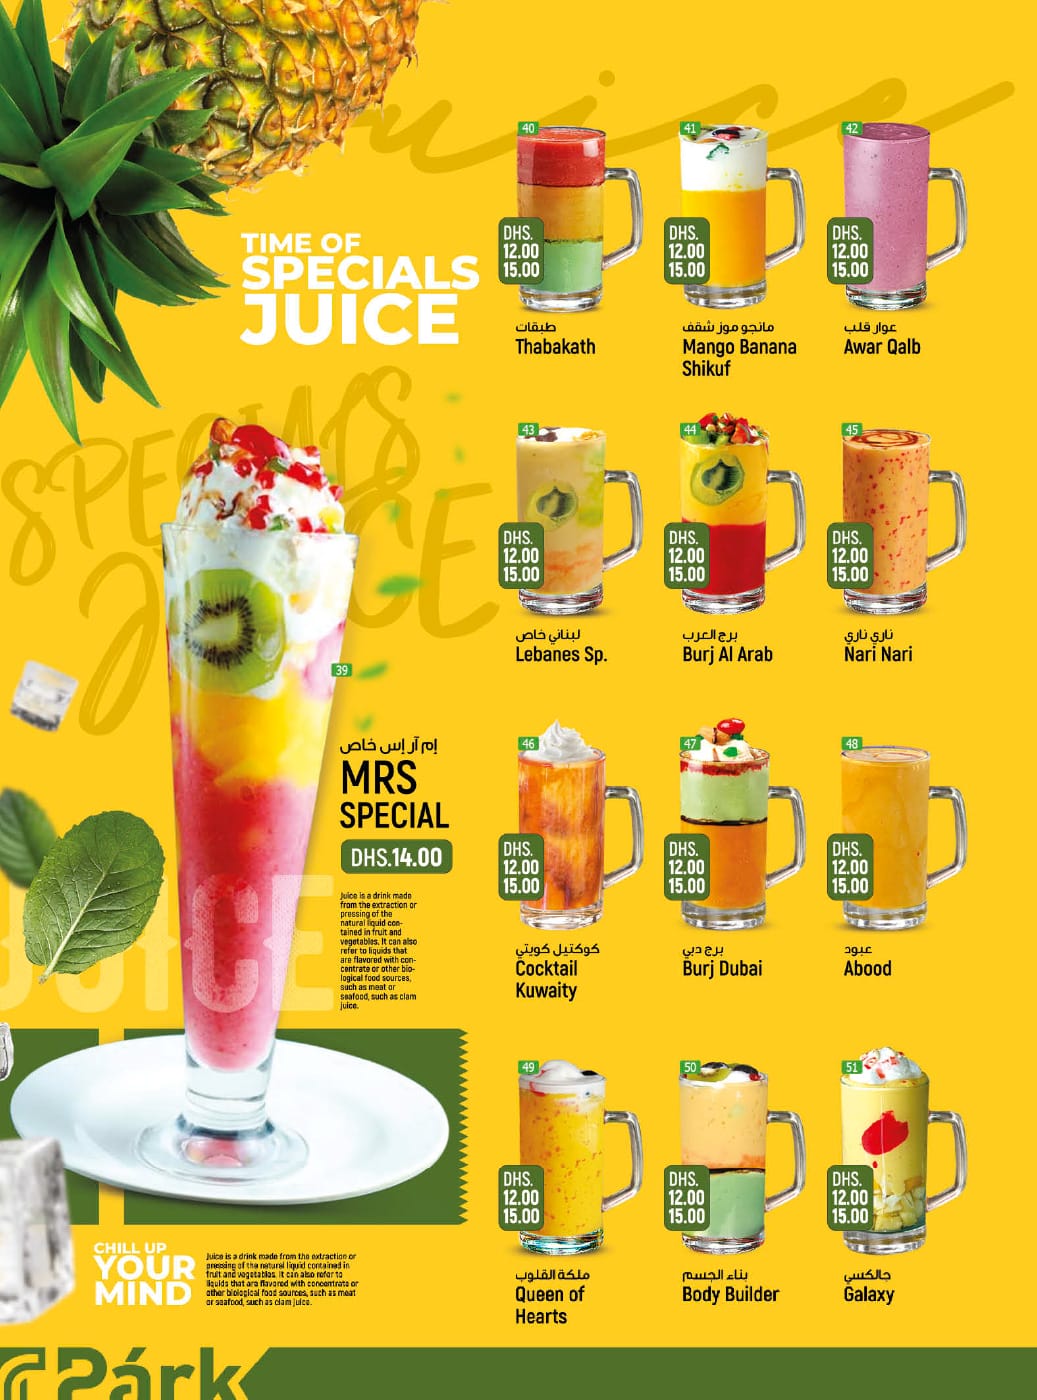 juice
TIME OF
SPECIALS
JUICE
SPECIALS
JUICE
40
DHS.
12.00
15.00
طبقات
Thabakath
41
DHS.
12.00
15.00
مانجو موز شقف
Mango Banana
Shikuf
42
DHS.
12.00
15.00
عوار قلب
Awar Qalb
43
DHS.
12.00
15.00
لبناني خاص
Lebanes Sp.
44
DHS.
12.00
15.00
برج العرب
Burj Al Arab
45
DHS.
12.00
15.00
ناري ناري
Nari Nari
39
إم آر إس خاص
MRS
SPECIAL
DHS.14.00
Juice is a drink made
from the extraction or
pressing of the
natural liquid con-
tained in fruit and
vegetables. It can also
refer to liquids that
are flavored with con-
centrate or other bio-
logical food sources,
such as meat or
seafood, such as clam
juice.
JUICE
46
DHS.
12.00
15.00
كوكتيل كويتي
Cocktail
Kuwaity
47
DHS.
12.00
15.00
برج دبي
Burj Dubai
48
DHS.
12.00
15.00
عبود
Abood
49
DHS.
12.00
15.00
ملكة القلوب
Queen of
Hearts
50
DHS.
12.00
15.00
بناء الجسم
Body Builder
51
DHS.
12.00
15.00
جالكسي
Galaxy
CHILL UP
YOUR
MIND
Juice is a drink made from the extraction or
pressing of the natural liquid contained in
fruit and vegetables. It can also refer to
liquids that are flavored with concentrate or
other biological food sources, such as meat
or seafood, such as clam juice.
Párk